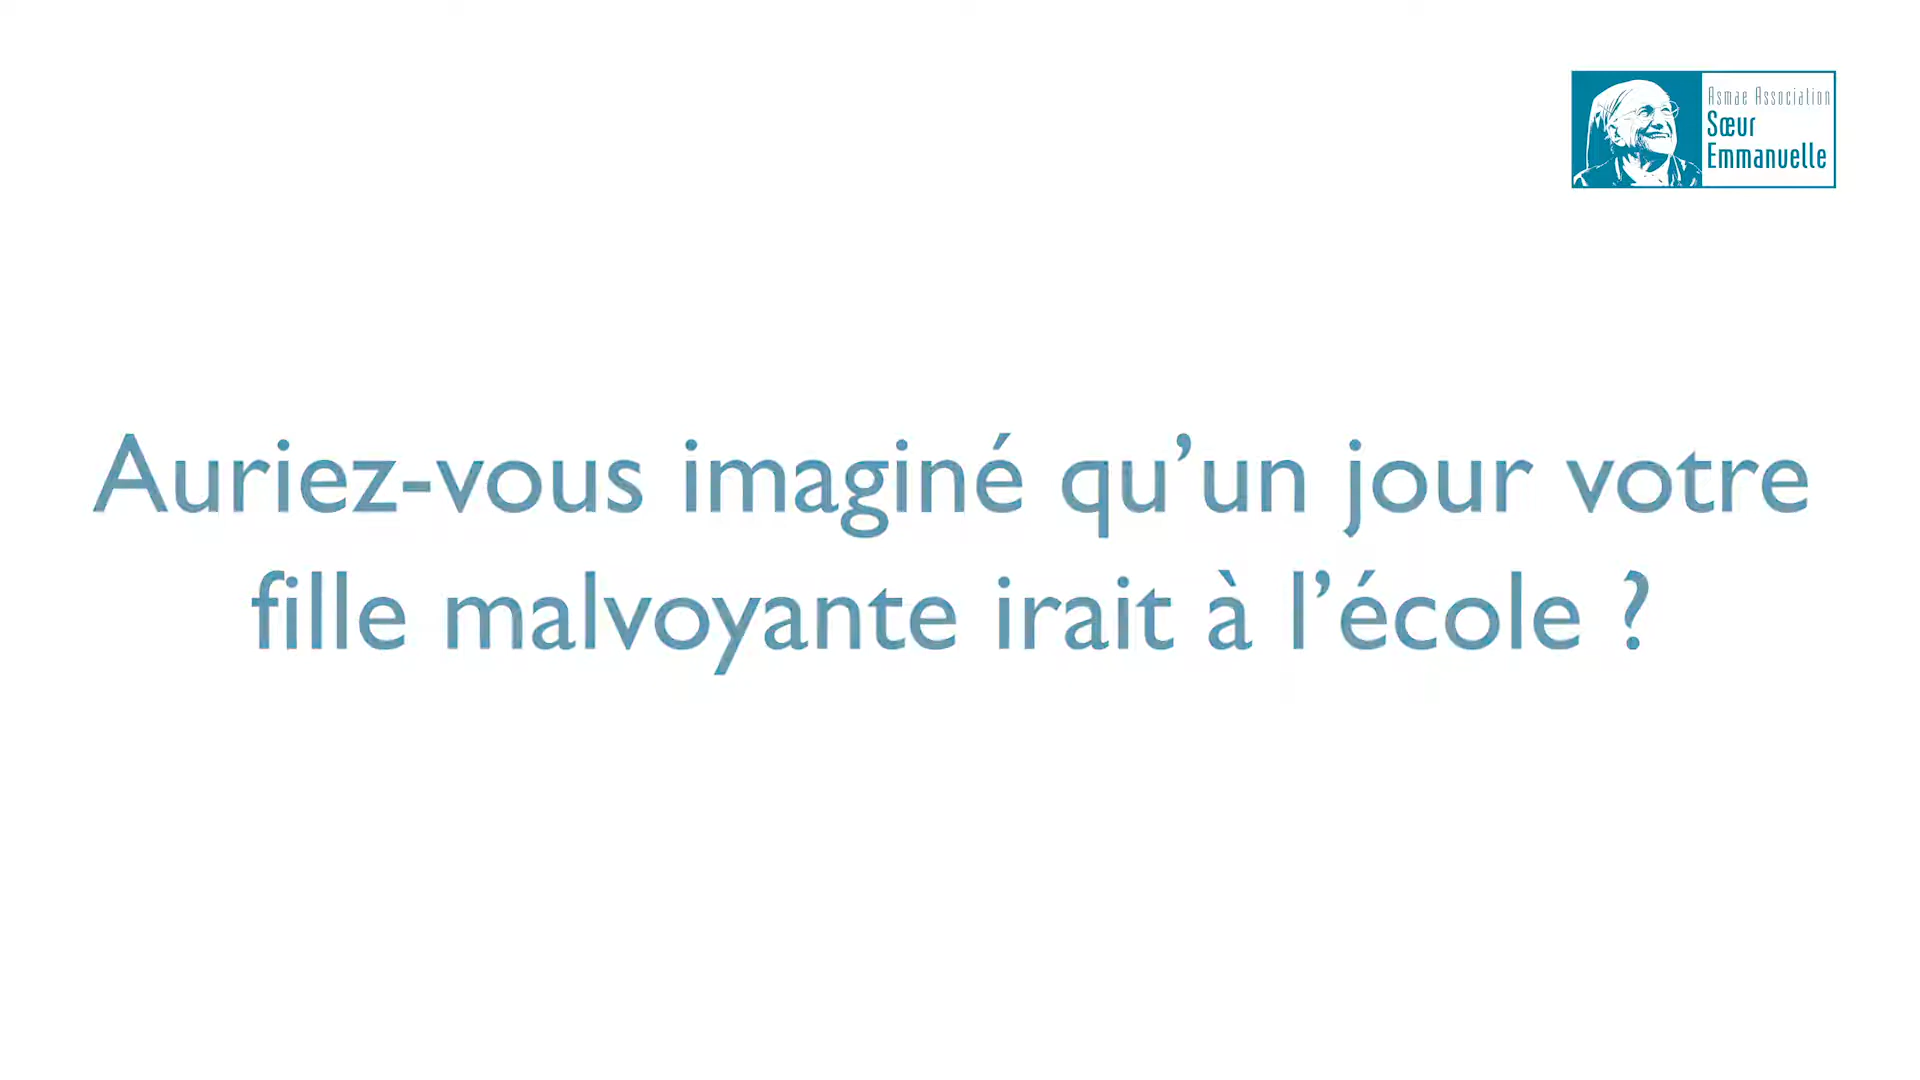 Asmae Association
Sœur
Emmanuelle
Auriez-vous imaginé qu’un jour votre
fille malvoyante irait à l’école ?